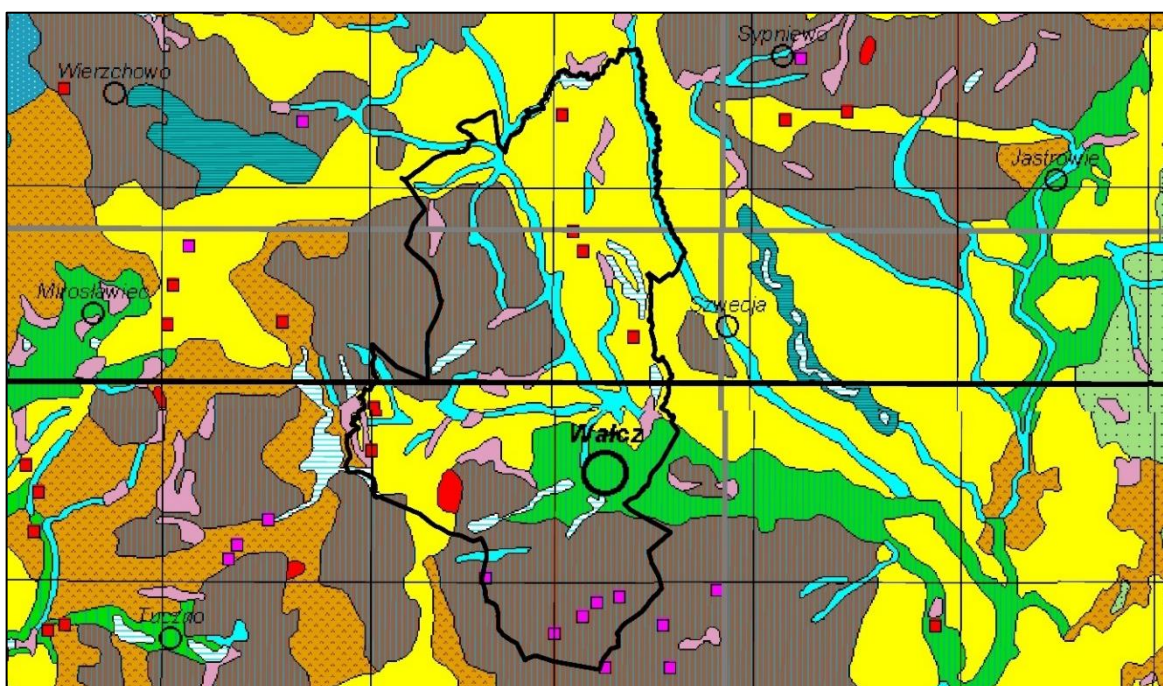 Sypniewo
Wierzchowo
Jastrowie
Mirosławiec
Szwecja
Wałcz
Tuczno